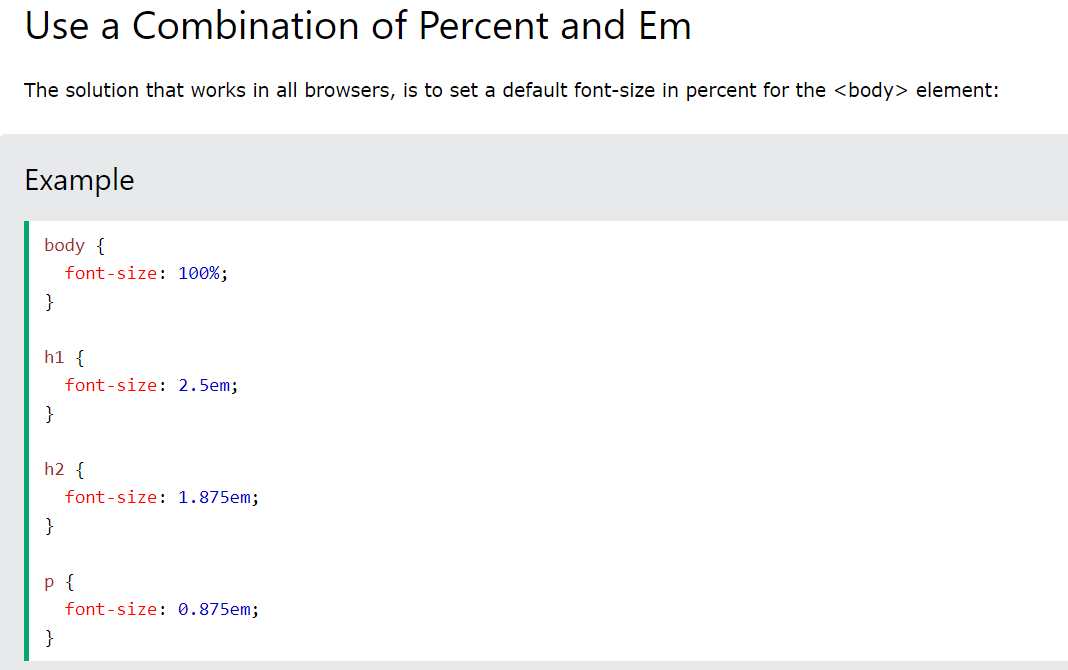 Use a Combination of Percent and Em
The solution that works in all browsers, is to set a default font-size in percent for the <body> element:
Example
body {
  font-size: 100%;
}
h1 {
  font-size: 2.5em;
}
h2 {
  font-size: 1.875em;
}
p {
  font-size: 0.875em;
}